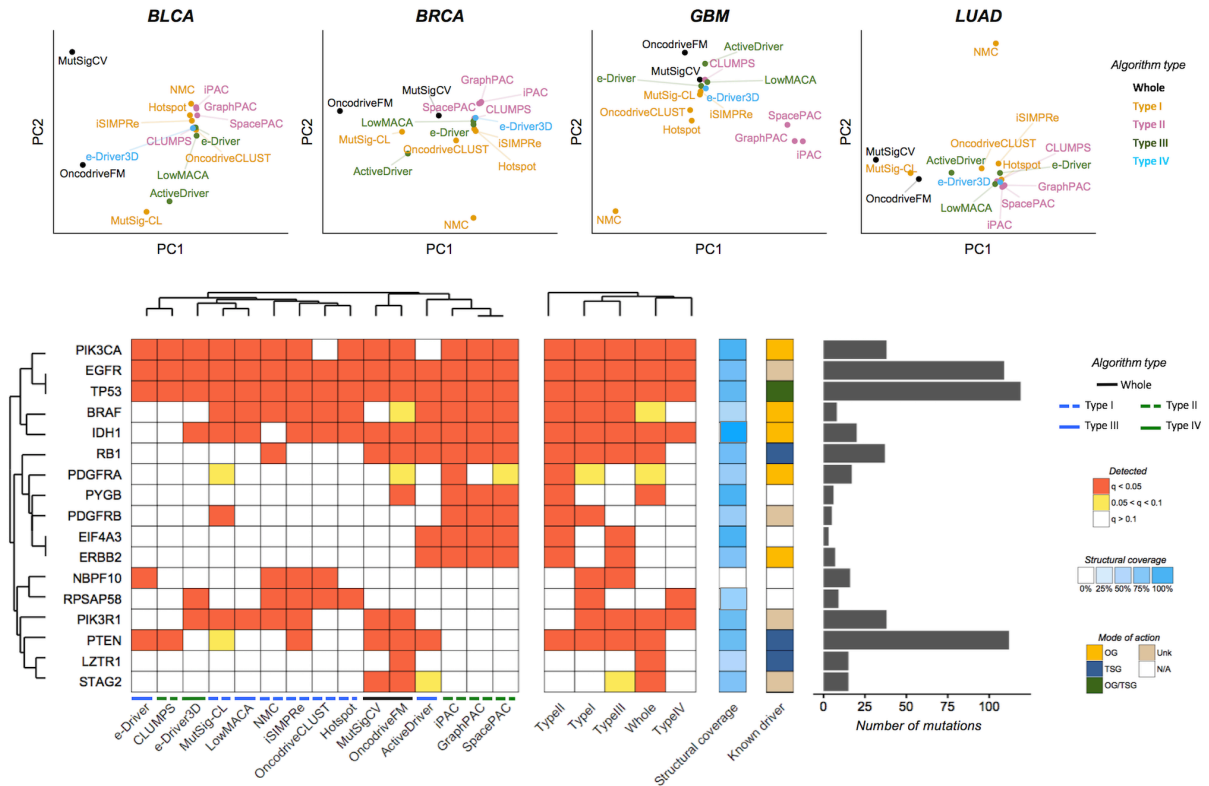 BLCA
BRCA
GBM
LUAD
PC2
MutSigCV
NMC
iPAC
Hotspot
GraphPAC
iSIMPRe
SpacePAC
CLUMPS
e-Driver
e-Driver3D
OncodriveCLUST
OncodriveFM
LowMACA
ActiveDriver
MutSig-CL
PC1
PC2
GraphPAC
MutSigCV
iPAC
OncodriveFM
SpacePAC
CLUMPS
LowMACA
e-Driver3D
MutSig-CL
e-Driver
OncodriveCLUST
iSIMPRe
ActiveDriver
Hotspot
NMC
PC1
PC2
OncodriveFM
ActiveDriver
CLUMPS
MutSigCV
e-Driver
LowMACA
MutSig-CL
e-Driver3D
OncodriveCLUST
iSIMPRe
Hotspot
SpacePAC
GraphPAC
iPAC
NMC
PC1
PC2
NMC
iSIMPRe
OncodriveCLUST
MutSigCV
CLUMPS
ActiveDriver
Hotspot
MutSig-CL
e-Driver
e-Driver3D
GraphPAC
OncodriveFM
SpacePAC
LowMACA
iPAC
PC1
Algorithm type
Whole
Type I
Type II
Type III
Type IV
PIK3CA
EGFR
TP53
BRAF
IDH1
RB1
PDGFRA
PYGB
PDGFRB
EIF4A3
ERBB2
NBPF10
RPSAP58
PIK3R1
PTEN
LZTR1
STAG2
e-Driver
CLUMPS
e-Driver3D
MutSig-CL
LowMACA
NMC
iSIMPRe
OncodriveCLUST
Hotspot
MutSigCV
OncodriveFM
ActiveDriver
iPAC
GraphPAC
SpacePAC
TypeII
TypeI
TypeIII
Whole
TypeIV
Structural coverage
Known driver
0 50 100
Number of mutations
Algorithm type
Whole
Type I Type II
Type III Type IV
Detected
q < 0.05
0.05 < q < 0.1
q > 0.1
Structural coverage
0% 25% 50% 75% 100%
Mode of action
OG Unk
TSG N/A
OG/TSG